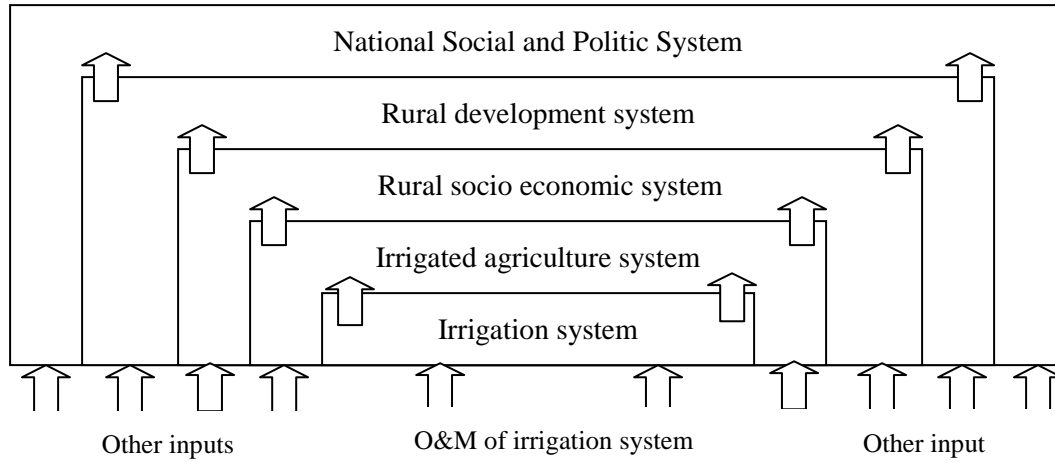 National Social and Politic System
Rural development system
Rural socio economic system
Irrigated agriculture system
Irrigation system
Other inputs O&M of irrigation system Other input